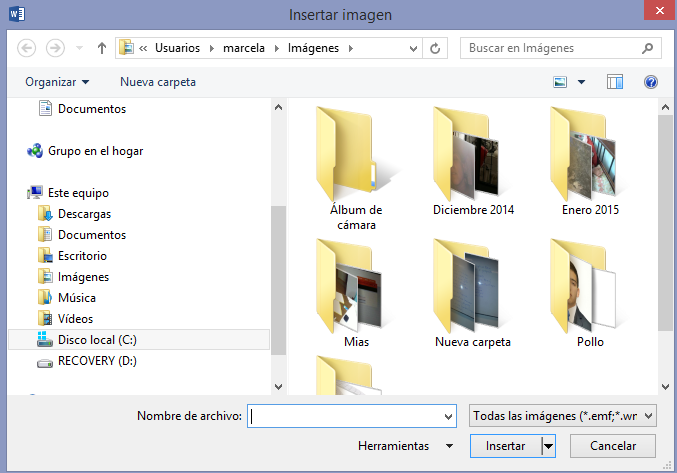 Insertar imagen
« Usuarios marcela Imágenes
Buscar en Imágenes
Organizar
Nueva carpeta
Documentos
Grupo en el hogar
Este equipo
Descargas
Documentos
Escritorio
Imágenes
Música
Vídeos
Disco local (C:)
RECOVERY (D:)
Álbum de
cámara
Diciembre 2014
Enero 2015
Mias
Nueva carpeta
Pollo
Nombre de archivo:
Todas las imágenes (*.emf;*.wr
Herramientas
Insertar
Cancelar